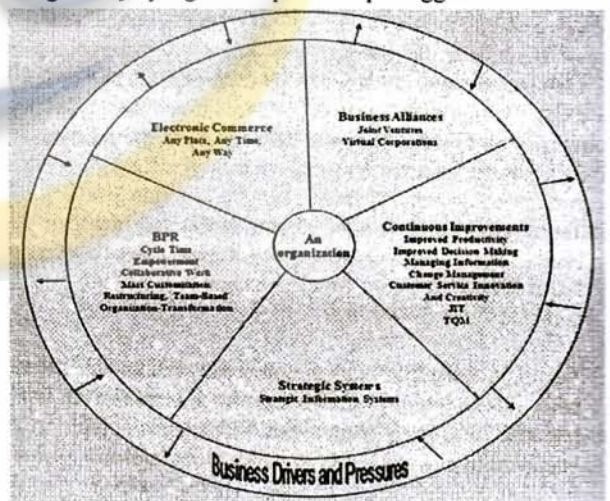 Electronic Commerce
Any Place, Any Time,
Any Way
Business Alliances
Joint Ventures
Virtual Corporations
BPR
Cycle Time
Empowerment
Collaborative Work
Mast Customization
Restructuring, Team-Based
Organization-Transformation
An
organization
Continuous Improvements
Improved Productivity
Improved Decision Making
Managing Information
Change Management
Customer Service Innovation
And Creativity
JIT
TQM
Strategic Systems
Strategic Information Systems
Business Drivers and Pressures